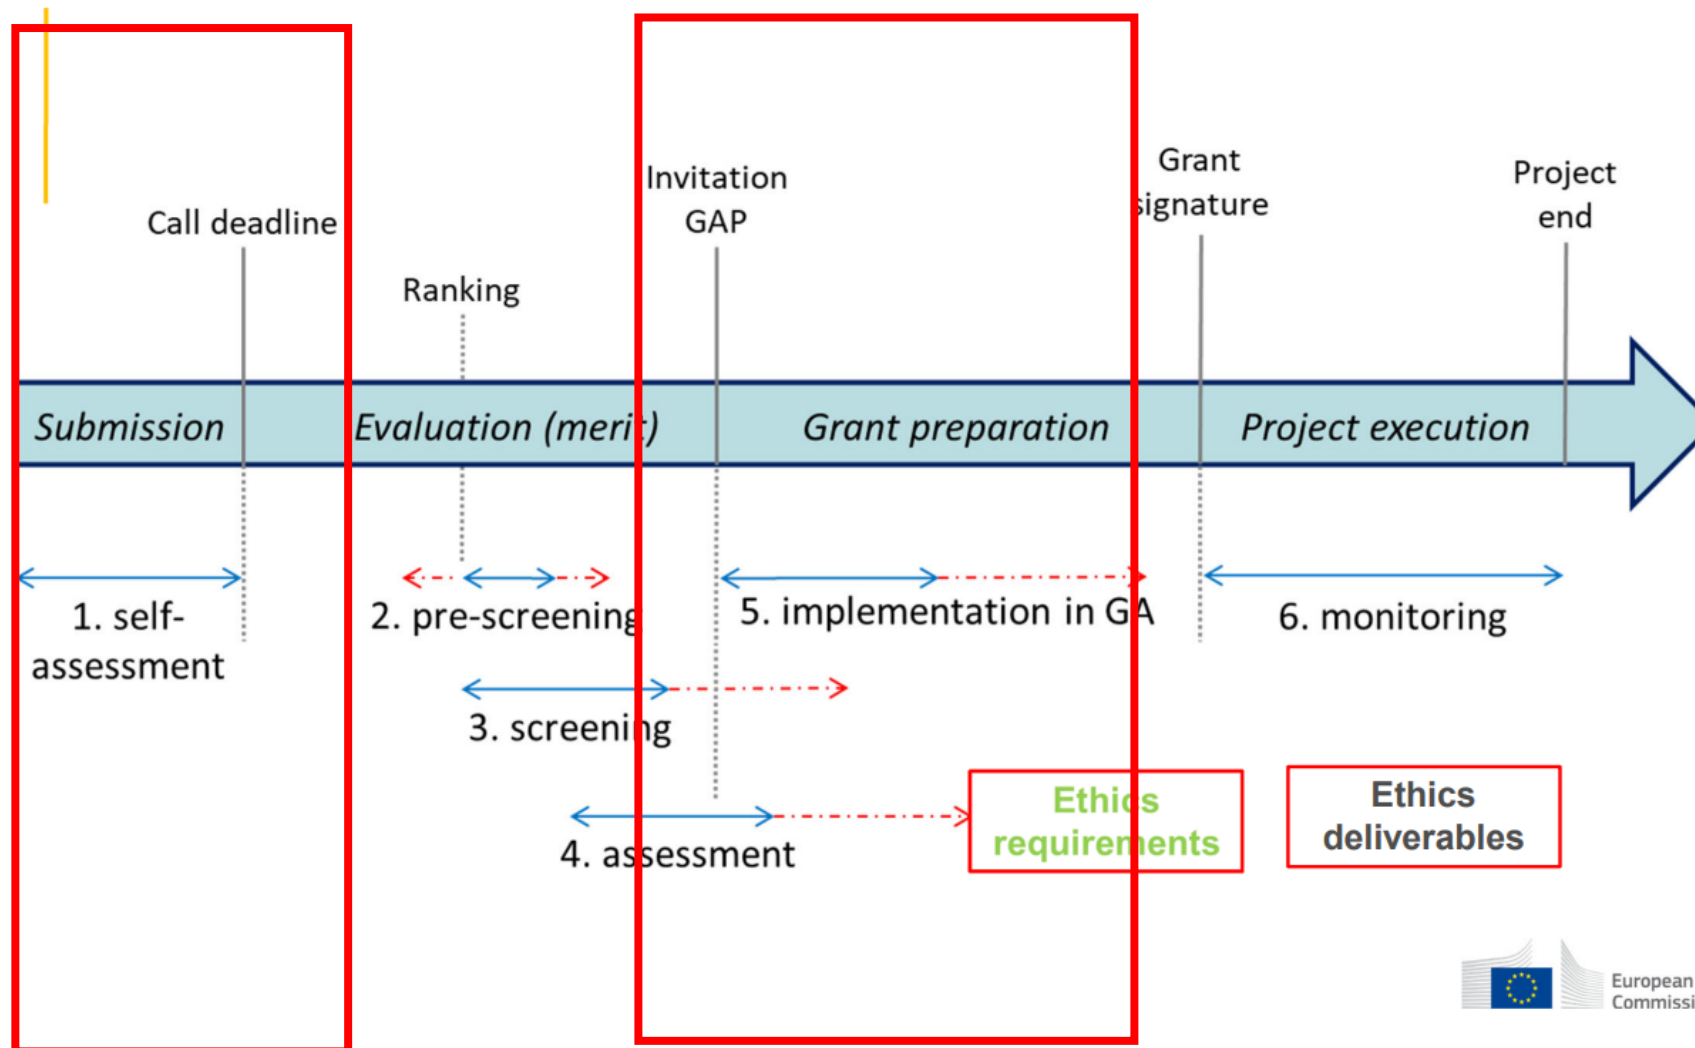 Call deadline
Ranking
Invitation
GAP
Grant
signature
Project
end
Submission
Evaluation (merit)
Grant preparation
Project execution
1. self-
assessment
2. pre-screening
3. screening
4. assessment
5. implementation in GA
6. monitoring
Ethics
requirements
Ethics
deliverables
European
Commissi